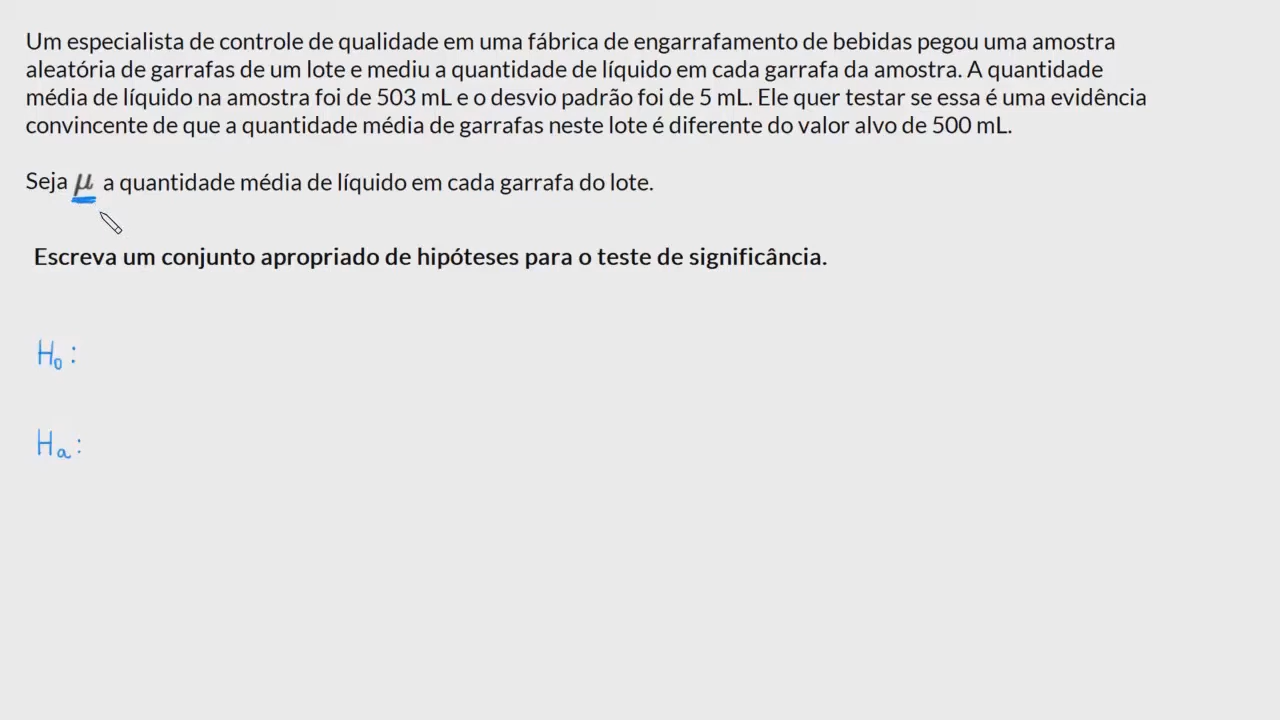 Um especialista de controle de qualidade em uma fábrica de engarrafamento de bebidas pegou uma amostra
aleatória de garrafas de um lote e mediu a quantidade de líquido em cada garrafa da amostra. A quantidade
média de líquido na amostra foi de 503 mL e o desvio padrão foi de 5 mL. Ele quer testar se essa é uma evidência
convincente de que a quantidade média de garrafas neste lote é diferente do valor alvo de 500 mL.
Seja μ a quantidade média de líquido em cada garrafa do lote.
Escreva um conjunto apropriado de hipóteses para o teste de significância.
H₀:
Hₐ: